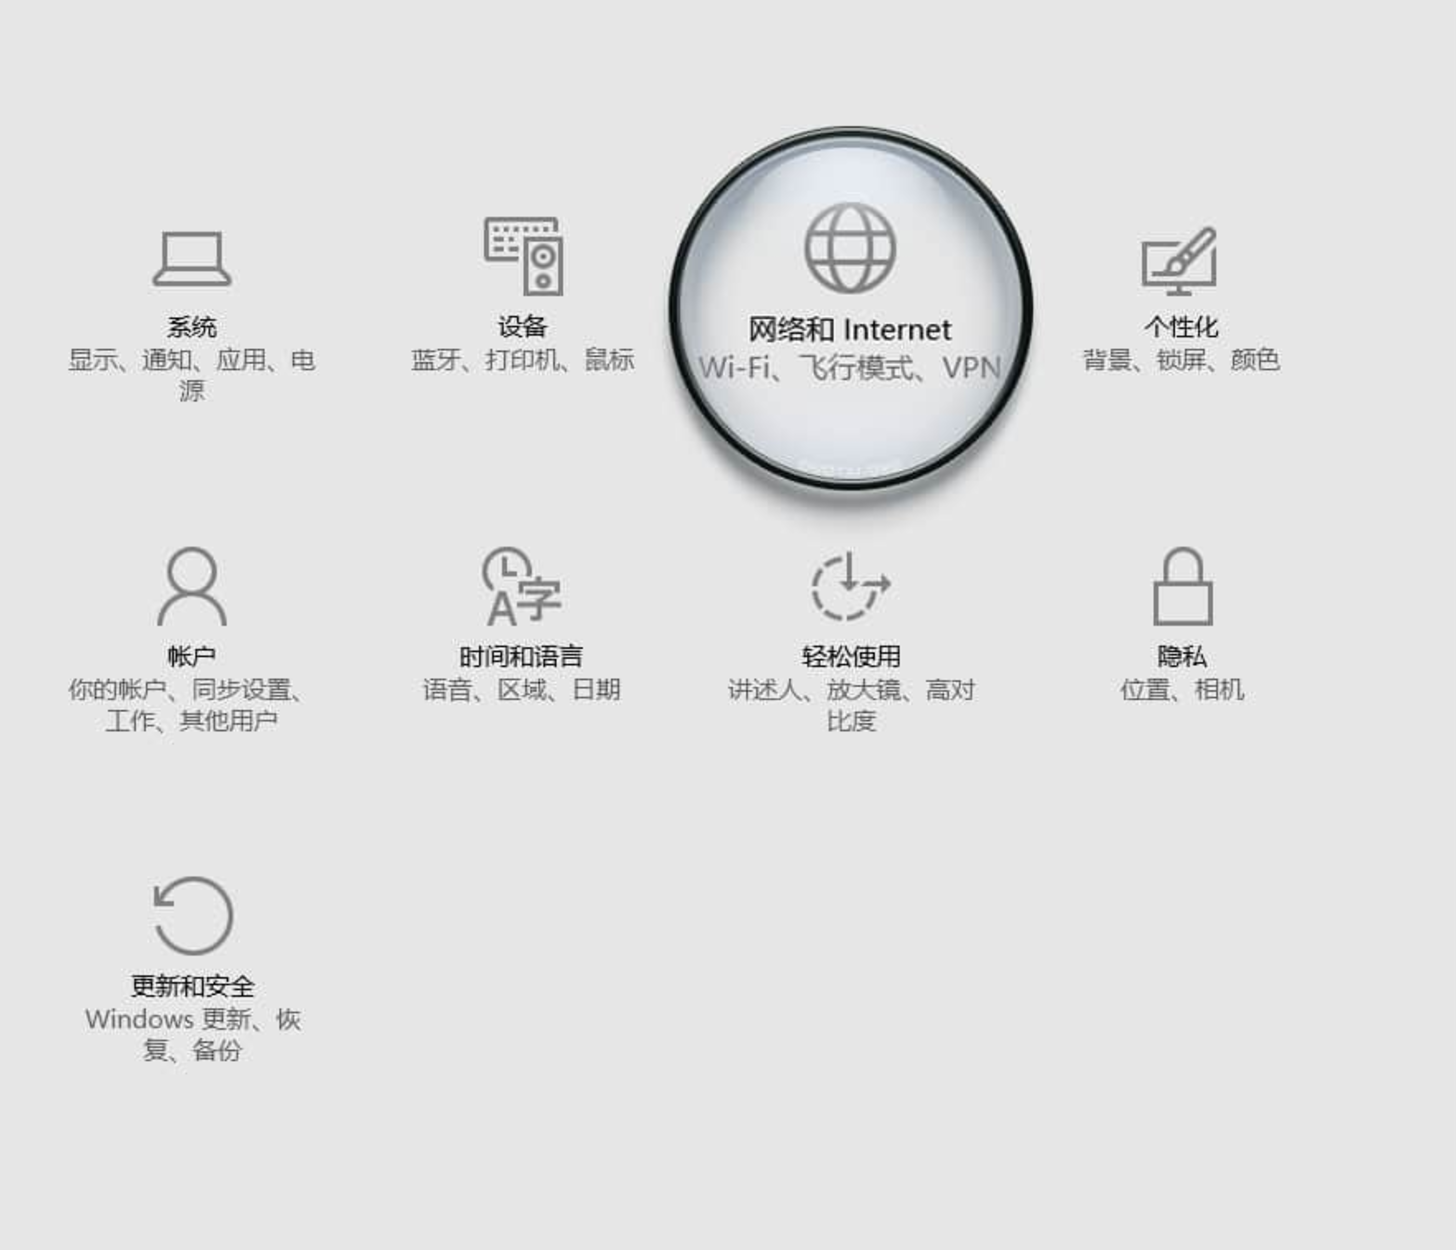 系统
显示、通知、应用、电
源
设备
蓝牙、打印机、鼠标
网络和 Internet
Wi-Fi、飞行模式、VPN
个性化
背景、锁屏、颜色
帐户
你的帐户、同步设置、
工作、其他用户
时间和语言
语音、区域、日期
轻松使用
讲述人、放大镜、高对
比度
隐私
位置、相机
更新和安全
Windows 更新、恢
复、备份